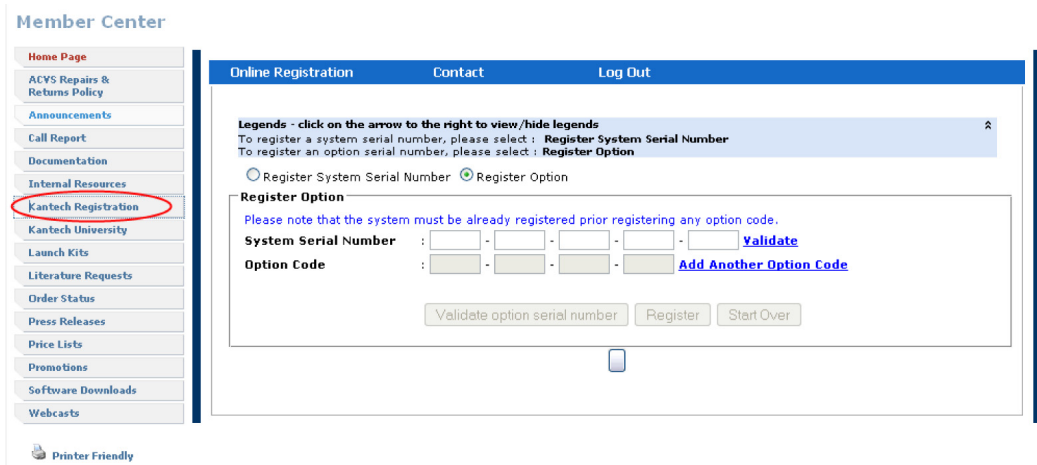 Member Center
Home Page
ACVS Repairs &
Returns Policy
Announcements
Call Report
Documentation
Internal Resources
Kantech Registration
Kantech University
Launch Kits
Literature Requests
Order Status
Press Releases
Price Lists
Promotions
Software Downloads
Webcasts
Printer Friendly
Online Registration Contact Log Out
Legends - click on the arrow to the right to view/hide legends
To register a system serial number, please select : Register System Serial Number
To register an option serial number, please select : Register Option
Register System Serial Number Register Option
Register Option
Please note that the system must be already registered prior registering any option code.
System Serial Number : - - - - Validate
Option Code : - - - Add Another Option Code
Validate option serial number Register Start Over